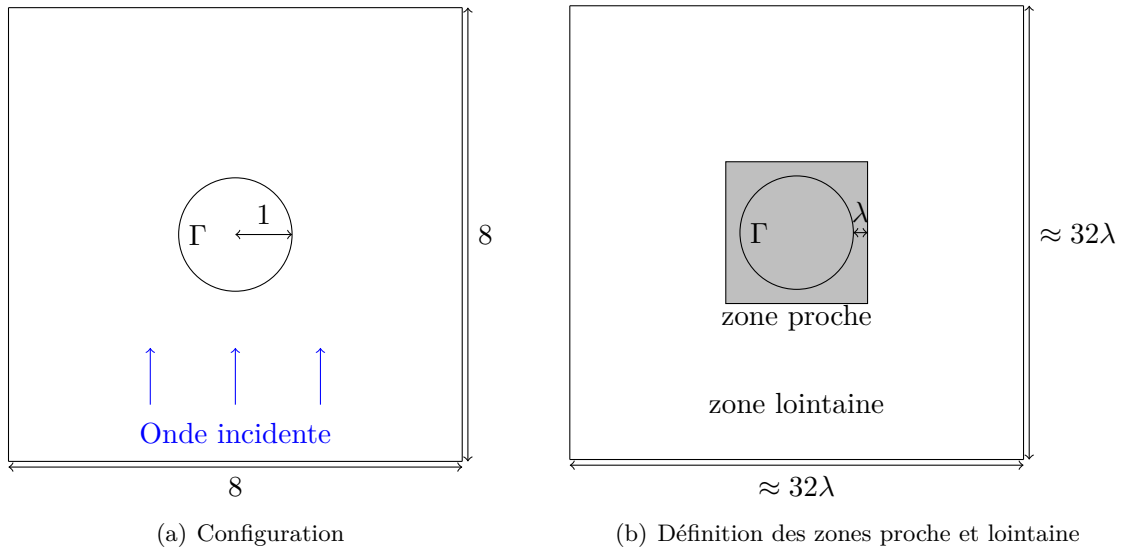 Γ
1
8
Onde incidente
8
(a) Configuration
Γ
λ
≈ 32λ
zone proche
zone lointaine
≈ 32λ
(b) Définition des zones proche et lointaine